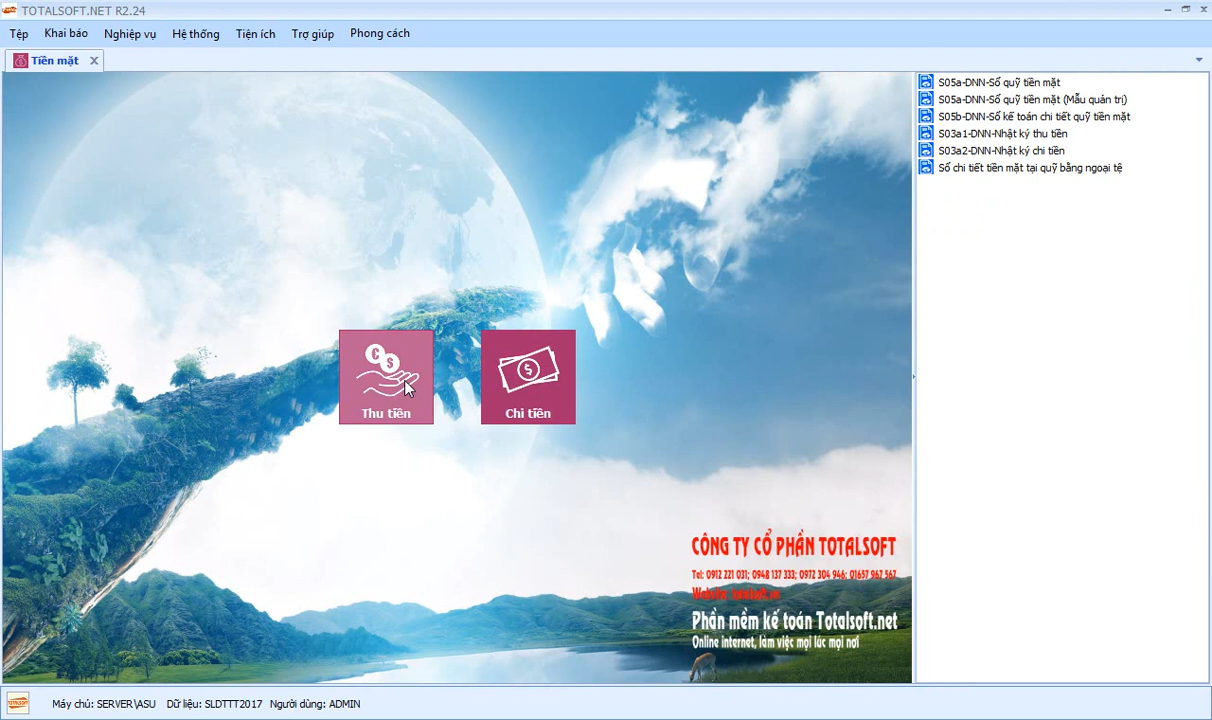 TOTALSOFT.NET R2.24
Tệp Khai báo Nghiệp vụ Hệ thống Tiện ích Trợ giúp Phong cách
Tiền mặt
S05a-DNN-Sổ quỹ tiền mặt
S05a-DNN-Sổ quỹ tiền mặt (Mẫu quản trị)
S05b-DNN-Sổ kế toán chi tiết quỹ tiền mặt
S03a1-DNN-Nhật ký thu tiền
S03a2-DNN-Nhật ký chi tiền
Sổ chi tiết tiền mặt tại quỹ bằng ngoại tệ
Thu tiền
Chi tiền
CÔNG TY CỔ PHẦN TOTALSOFT
Tel: 0912 221 031; 0948 137 333; 0972 304 946; 01657 967 567
Website: totalsoft.vn
Phần mềm kế toán Totalsoft.net
Online internet, làm việc mọi lúc mọi nơi
TOTALSOFT
Máy chủ: SERVER\ASU Dữ liệu: SLDTTT2017 Người dùng: ADMIN